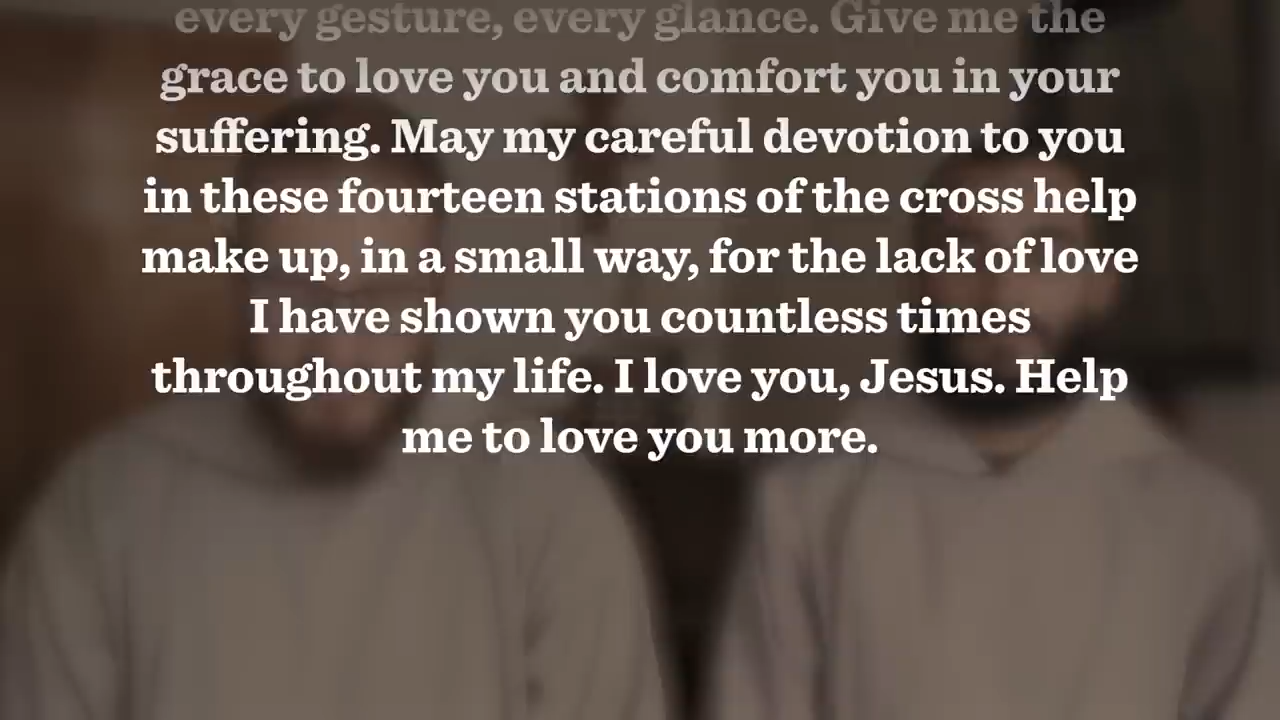 every gesture, every glance. Give me the
grace to love you and comfort you in your
suffering. May my careful devotion to you
in these fourteen stations of the cross help
make up, in a small way, for the lack of love
I have shown you countless times
throughout my life. I love you, Jesus. Help
me to love you more.